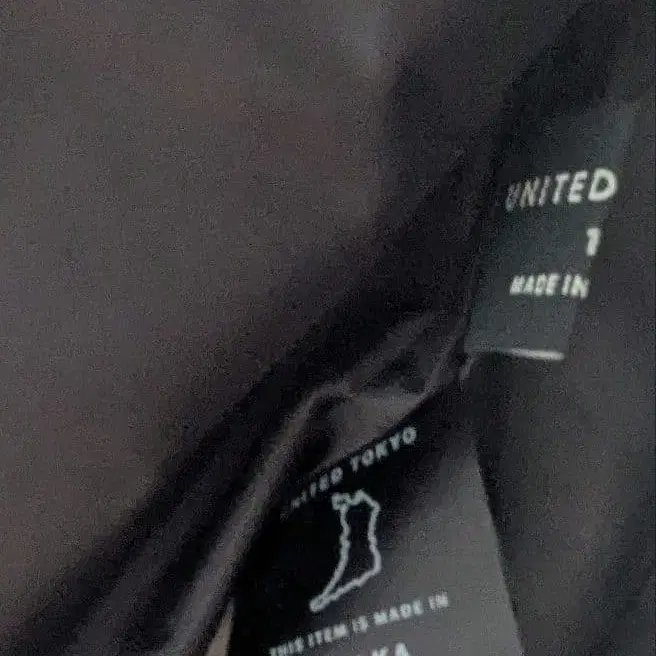 UNITED
1
MADE IN
UNITED TOKYO
THIS ITEM IS MADE IN